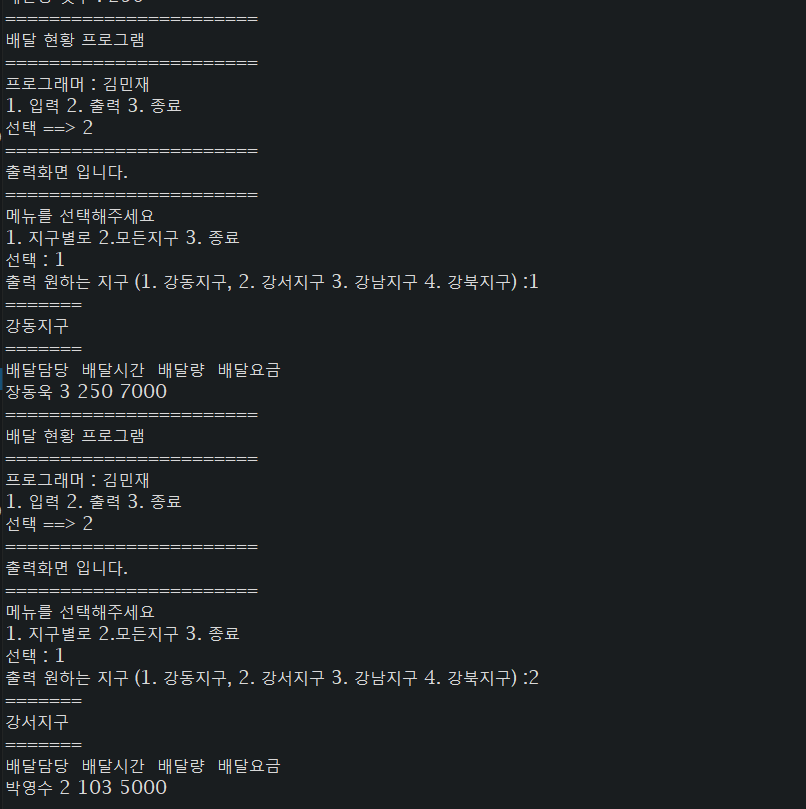 =======================
배달 현황 프로그램
=======================
프로그래머 : 김민재
1. 입력 2. 출력 3. 종료
선택 ==> 2
=======================
출력화면 입니다.
=======================
메뉴를 선택해주세요
1. 지구별로 2.모든지구 3. 종료
선택 : 1
출력 원하는 지구 (1. 강동지구, 2. 강서지구 3. 강남지구 4. 강북지구) :1
=======
강동지구
=======
배달담당 배달시간 배달량 배달요금
장동욱 3 250 7000
=======================
배달 현황 프로그램
=======================
프로그래머 : 김민재
1. 입력 2. 출력 3. 종료
선택 ==> 2
=======================
출력화면 입니다.
=======================
메뉴를 선택해주세요
1. 지구별로 2.모든지구 3. 종료
선택 : 1
출력 원하는 지구 (1. 강동지구, 2. 강서지구 3. 강남지구 4. 강북지구) :2
=======
강서지구
=======
배달담당 배달시간 배달량 배달요금
박영수 2 103 5000